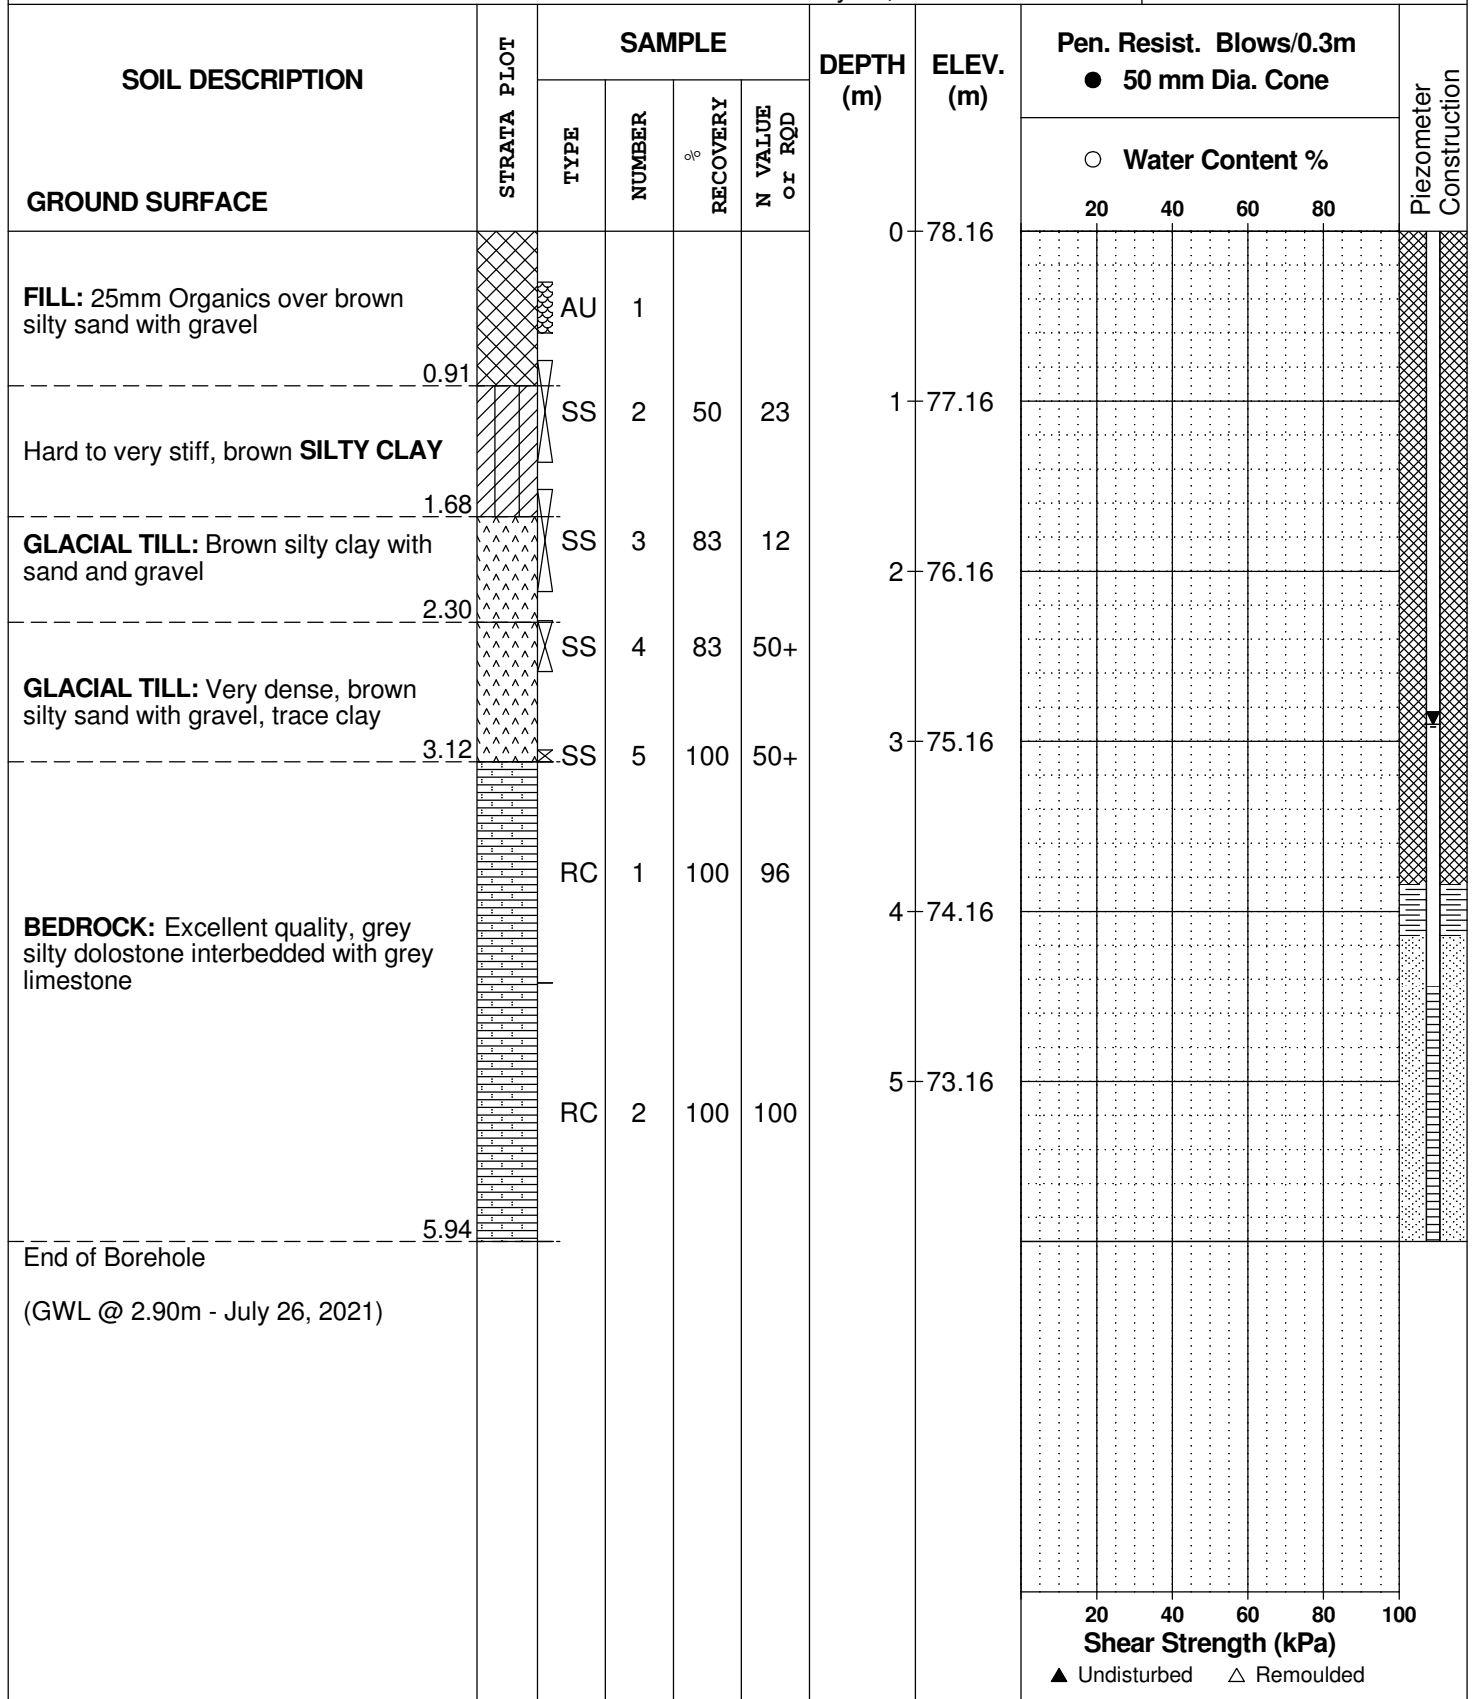 SOIL DESCRIPTION
GROUND SURFACE
STRATA PLOT
SAMPLE
TYPE
NUMBER
%
RECOVERY
N VALUE
or RQD
DEPTH
(m)
ELEV.
(m)
Pen. Resist. Blows/0.3m
● 50 mm Dia. Cone
○ Water Content %
20 40 60 80
Piezometer
Construction
0 78.16
FILL: 25mm Organics over brown
silty sand with gravel
AU 1
0.91
SS 2 50 23
1 77.16
Hard to very stiff, brown SILTY CLAY
1.68
GLACIAL TILL: Brown silty clay with
sand and gravel
SS 3 83 12
2 76.16
2.30
SS 4 83 50+
GLACIAL TILL: Very dense, brown
silty sand with gravel, trace clay
3.12
SS 5 100 50+
3 75.16
RC 1 100 96
4 74.16
BEDROCK: Excellent quality, grey
silty dolostone interbedded with grey
limestone
5 73.16
RC 2 100 100
5.94
End of Borehole
(GWL @ 2.90m - July 26, 2021)
20 40 60 80 100
Shear Strength (kPa)
▲ Undisturbed △ Remoulded